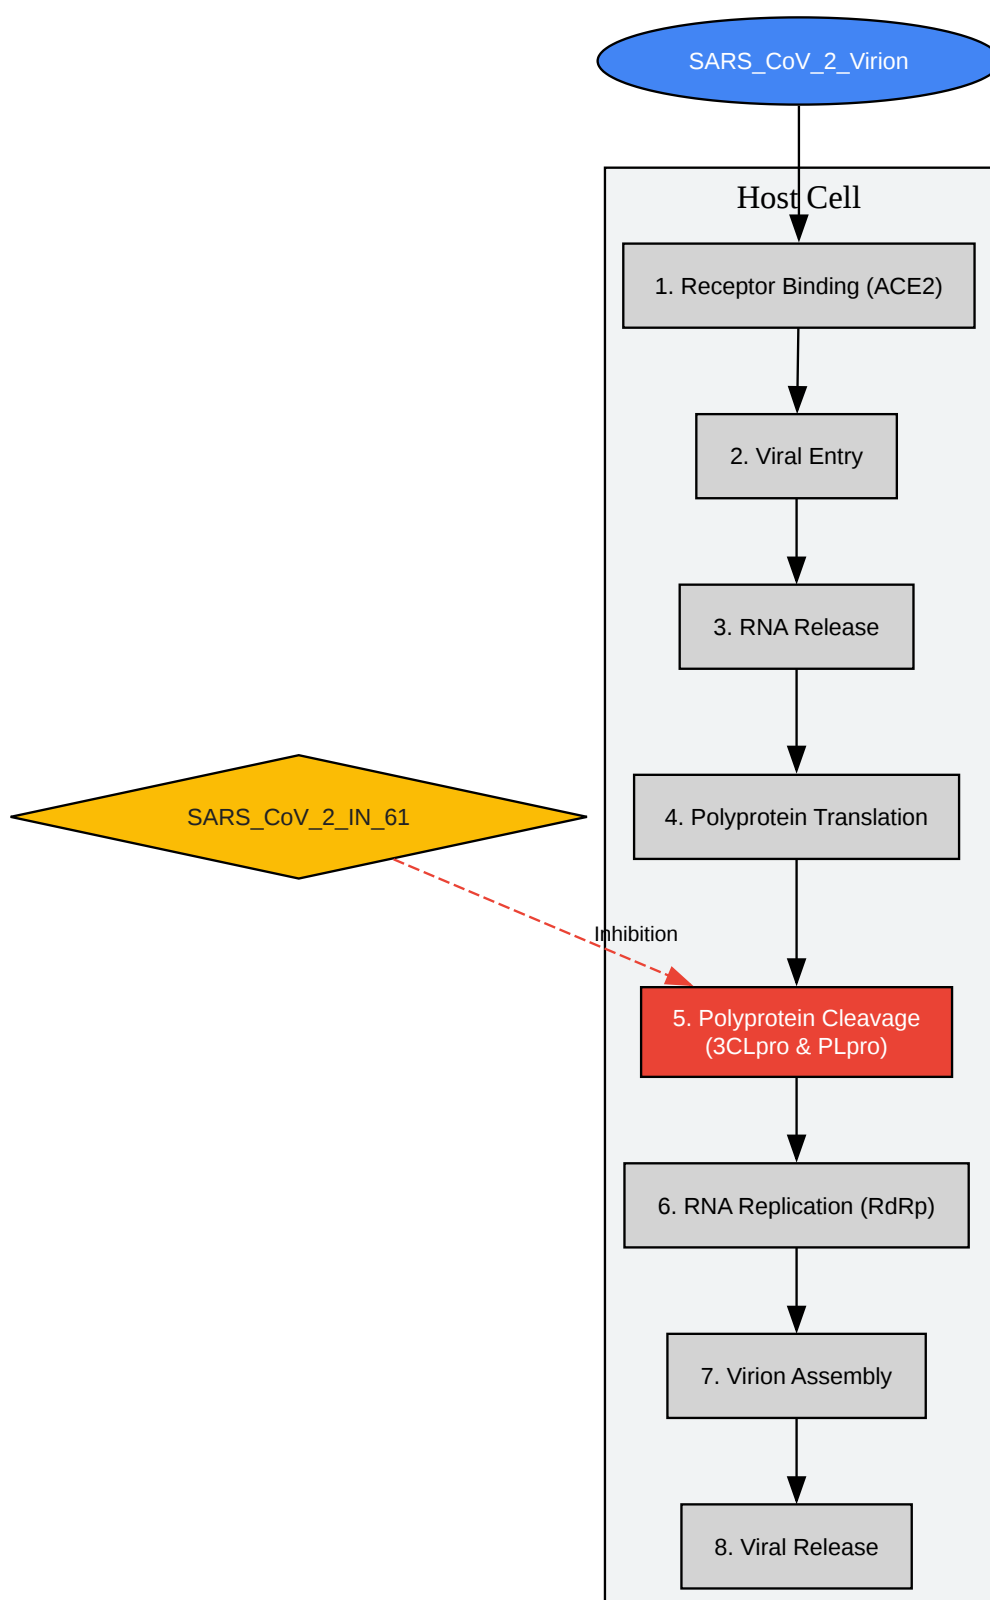 SARS_CoV_2_Virion
Host Cell
1. Receptor Binding (ACE2)
2. Viral Entry
3. RNA Release
SARS_CoV_2_IN_61
4. Polyprotein Translation
Inhibition
5. Polyprotein Cleavage
(3CLpro & PLpro)
6. RNA Replication (RdRp)
7. Virion Assembly
8. Viral Release